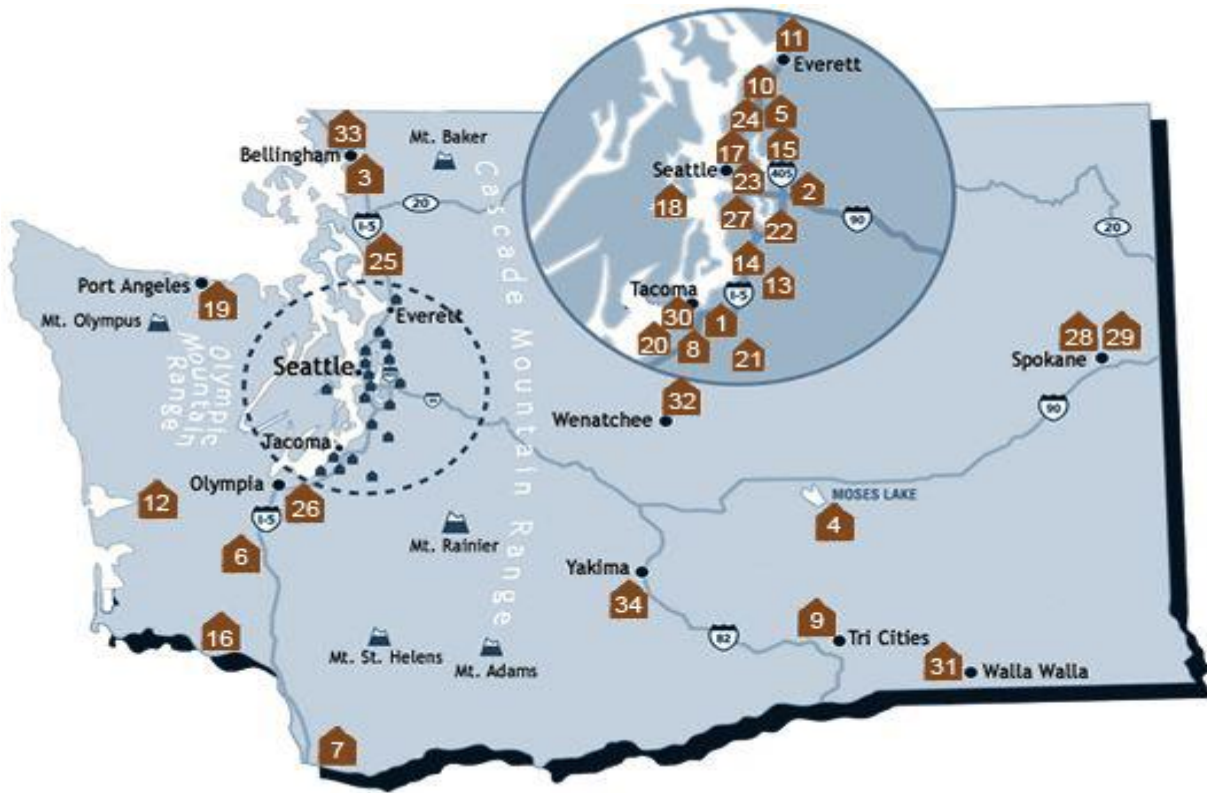 11
Everett
10
24
5
17
15
Seattle
405
23
2
18
27
22
90
14
13
Tacoma
I-5
30
1
20
8
21
33
Bellingham
3
Mt. Baker
20
I-5
25
Cascade Mountain Range
20
Port Angeles
19
Mt. Olympus
Olympic
Mountain
Range
Everett
Seattle
Tacoma
28
29
Spokane
32
Wenatchee
90
Olympia
12
26
I-5
6
Mt. Rainier
MOSES LAKE
4
Yakima
34
16
Mt. St. Helens
Mt. Adams
82
9
Tri Cities
31
Walla Walla
7